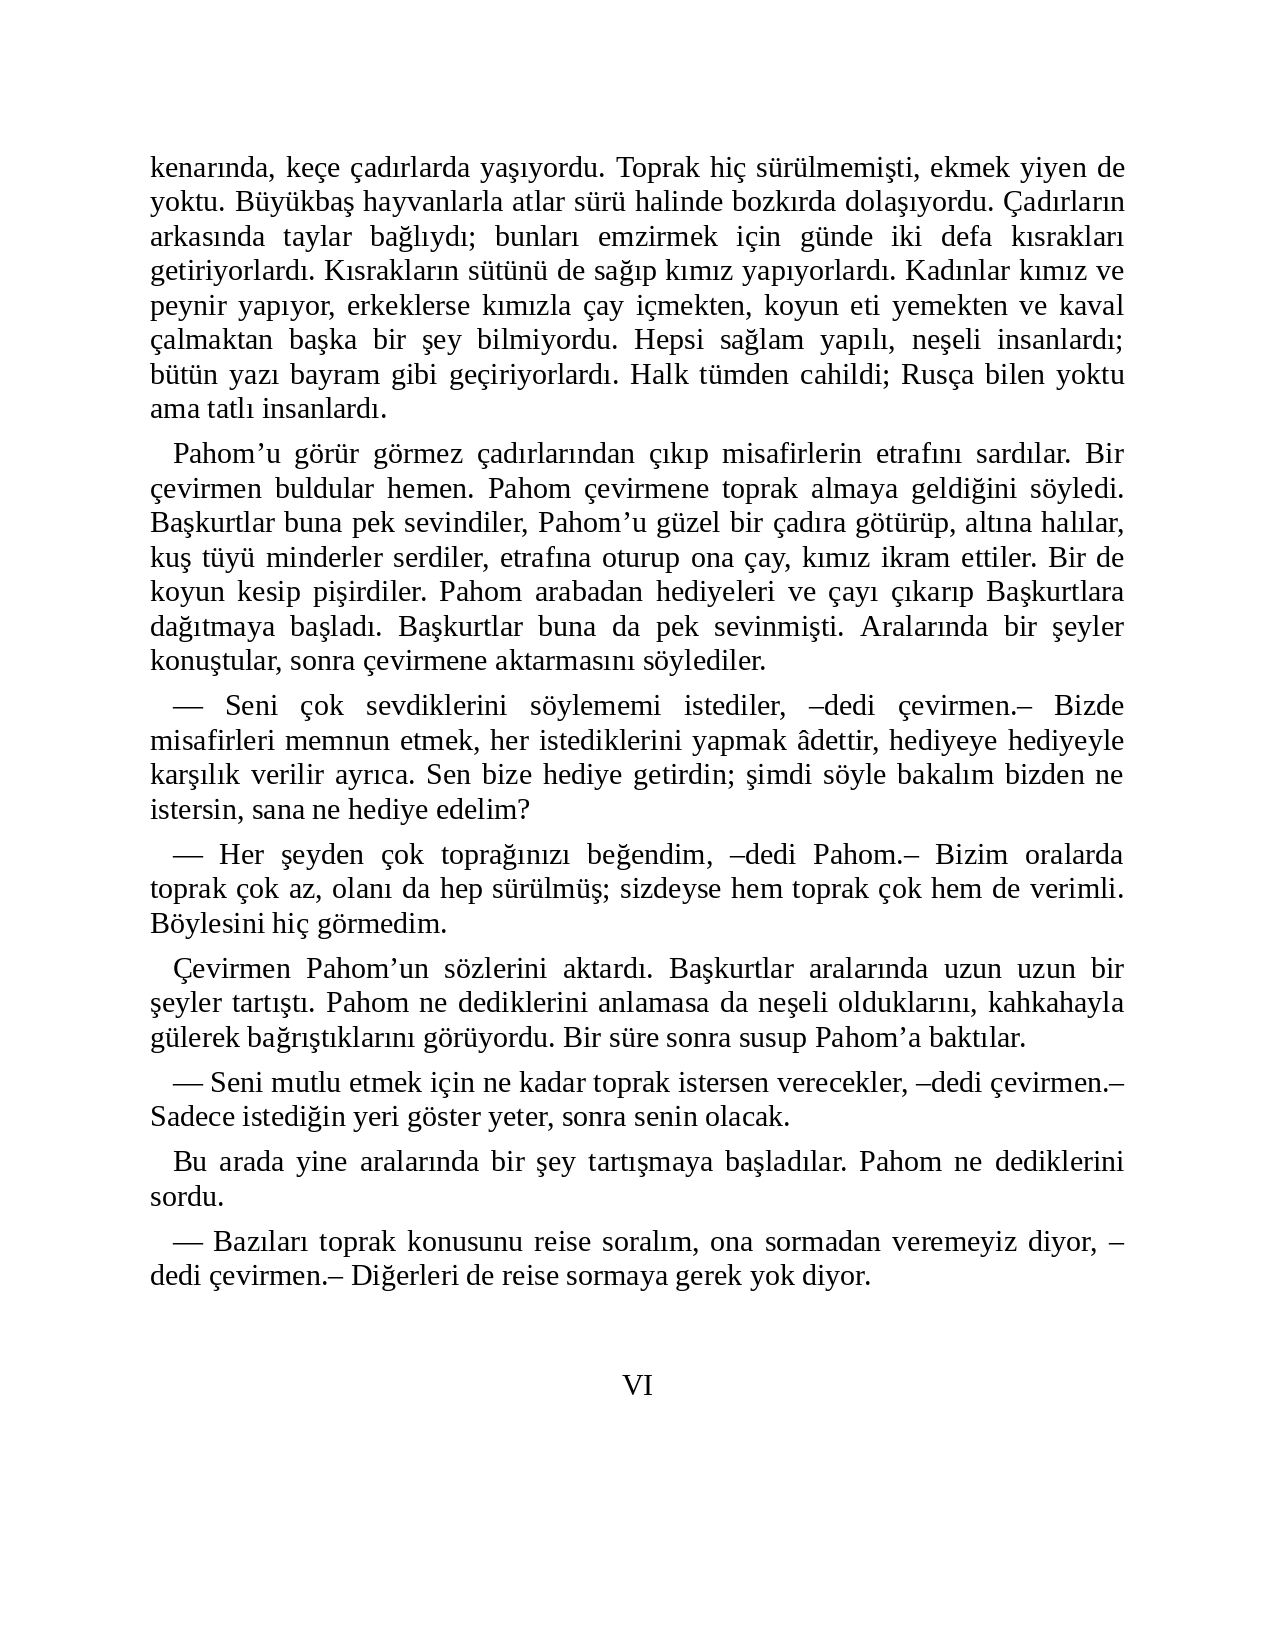 kenarında, keçe çadırlarda yaşıyordu. Toprak hiç sürülmemişti, ekmek yiyen de
yoktu. Büyükbaş hayvanlarla atlar sürü halinde bozkırda dolaşıyordu. Çadırların
arkasında taylar bağlıydı; bunları emzirmek için günde iki defa kısrakları
getiriyorlardı. Kısrakların sütünü de sağıp kımız yapıyorlardı. Kadınlar kımız ve
peynir yapıyor, erkeklerse kımızla çay içmekten, koyun eti yemekten ve kaval
çalmaktan başka bir şey bilmiyordu. Hepsi sağlam yapılı, neşeli insanlardı;
bütün yazı bayram gibi geçiriyorlardı. Halk tümden cahildi; Rusça bilen yoktu
ama tatlı insanlardı.
Pahom’u görür görmez çadırlarından çıkıp misafirlerin etrafını sardılar. Bir
çevirmen buldular hemen. Pahom çevirmene toprak almaya geldiğini söyledi.
Başkurtlar buna pek sevindiler, Pahom’u güzel bir çadıra götürüp, altına halılar,
kuş tüyü minderler serdiler, etrafına oturup ona çay, kımız ikram ettiler. Bir de
koyun kesip pişirdiler. Pahom arabadan hediyeleri ve çayı çıkarıp Başkurtlara
dağıtmaya başladı. Başkurtlar buna da pek sevinmişti. Aralarında bir şeyler
konuştular, sonra çevirmene aktarmasını söylediler.
— Seni çok sevdiklerini söylememi istediler, –dedi çevirmen.– Bizde
misafirleri memnun etmek, her istediklerini yapmak âdettir, hediyeye hediyeyle
karşılık verilir ayrıca. Sen bize hediye getirdin; şimdi söyle bakalım bizden ne
istersin, sana ne hediye edelim?
— Her şeyden çok toprağınızı beğendim, –dedi Pahom.– Bizim oralarda
toprak çok az, olanı da hep sürülmüş; sizdeyse hem toprak çok hem de verimli.
Böylesini hiç görmedim.
Çevirmen Pahom’un sözlerini aktardı. Başkurtlar aralarında uzun uzun bir
şeyler tartıştı. Pahom ne dediklerini anlamasa da neşeli olduklarını, kahkahayla
gülerek bağrıştıklarını görüyordu. Bir süre sonra susup Pahom’a baktılar.
— Seni mutlu etmek için ne kadar toprak istersen verecekler, –dedi çevirmen.–
Sadece istediğin yeri göster yeter, sonra senin olacak.
Bu arada yine aralarında bir şey tartışmaya başladılar. Pahom ne dediklerini
sordu.
— Bazıları toprak konusunu reise soralım, ona sormadan veremeyiz diyor, –
dedi çevirmen.– Diğerleri de reise sormaya gerek yok diyor.
VI